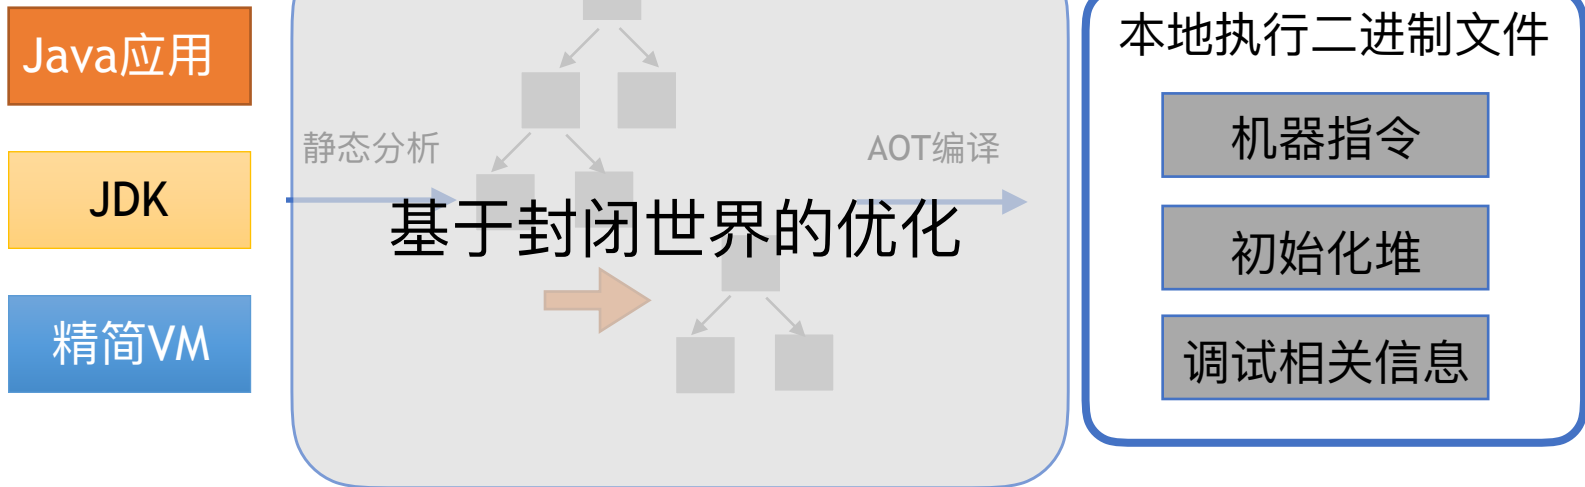 Java应用
JDK
精简VM
静态分析
AOT编译
基于封闭世界的优化
本地执行二进制文件
机器指令
初始化堆
调试相关信息